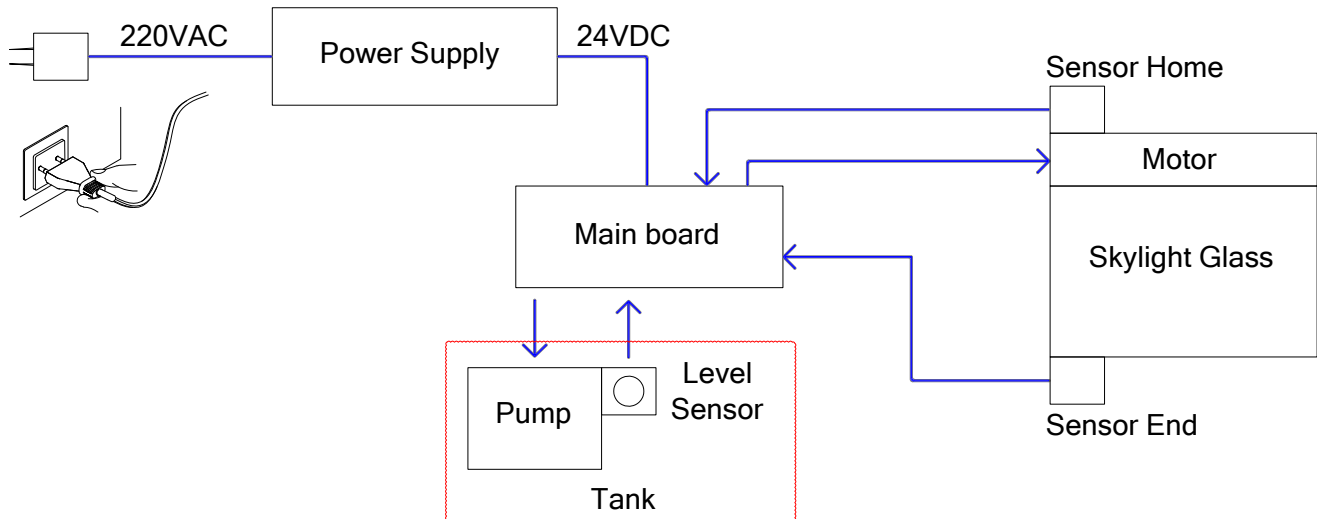 220VAC
Power Supply
24VDC
Sensor Home
Motor
Main board
Skylight Glass
Level
Sensor
Pump
Sensor End
Tank